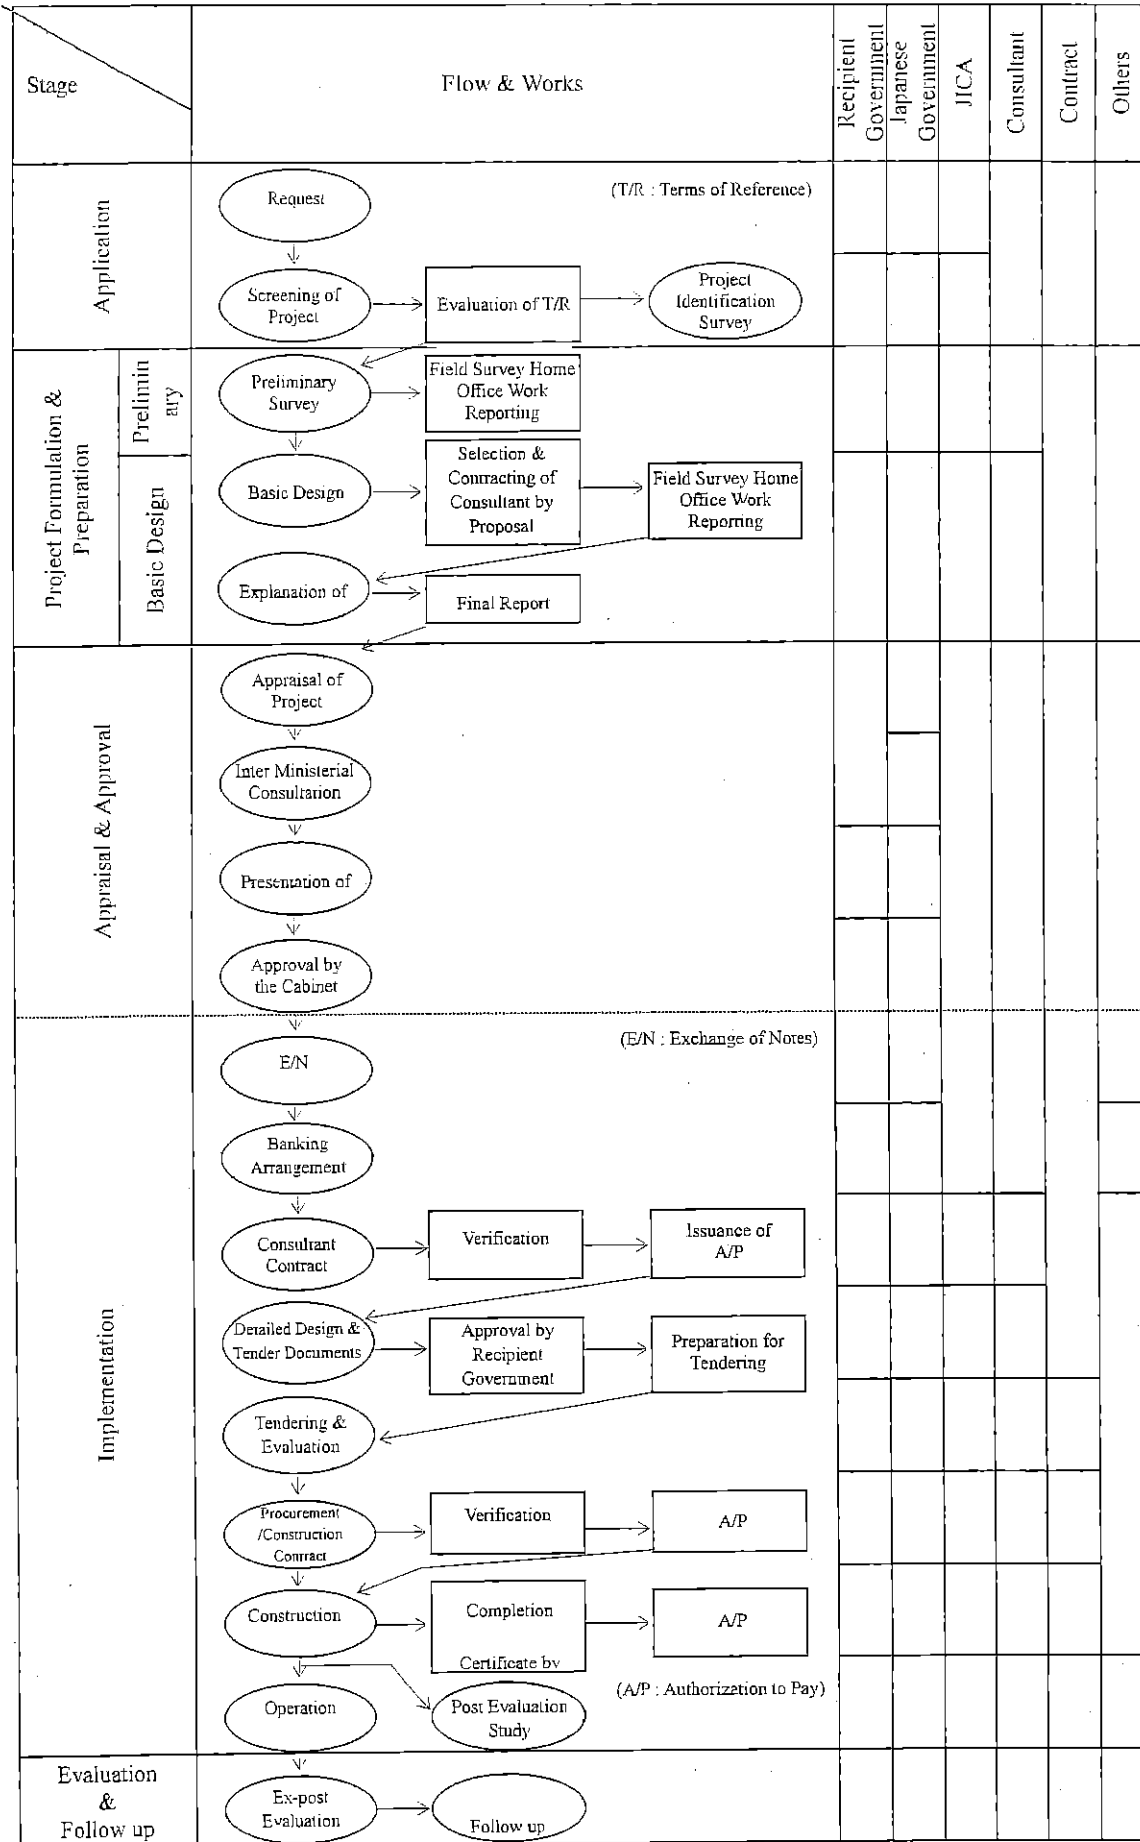 Stage
Flow & Works
Recipient
Government
Japanese
Government
JICA
Consultant
Contract
Others
Application
Request
(T/R : Terms of Reference)
Screening of
Project
Evaluation of T/R
Project
Identification
Survey
Project Formulation &
Preparation
Prelimin
ary
Preliminary
Survey
Field Survey Home
Office Work
Reporting
Basic Design
Basic Design
Selection &
Contracting of
Consultant by
Proposal
Field Survey Home
Office Work
Reporting
Explanation of
Final Report
Appraisal & Approval
Appraisal of
Project
Inter Ministerial
Consultation
Presentation of
Approval by
the Cabinet
Implementation
E/N
(E/N : Exchange of Notes)
Banking
Arrangement
Consultant
Contract
Verification
Issuance of
A/P
Detailed Design &
Tender Documents
Approval by
Recipient
Government
Preparation for
Tendering
Tendering &
Evaluation
Procurement
/Construction
Contract
Verification
A/P
Construction
Completion
Certificate by
A/P
(A/P : Authorization to Pay)
Operation
Post Evaluation
Study
Evaluation
&
Follow up
Ex-post
Evaluation
Follow up